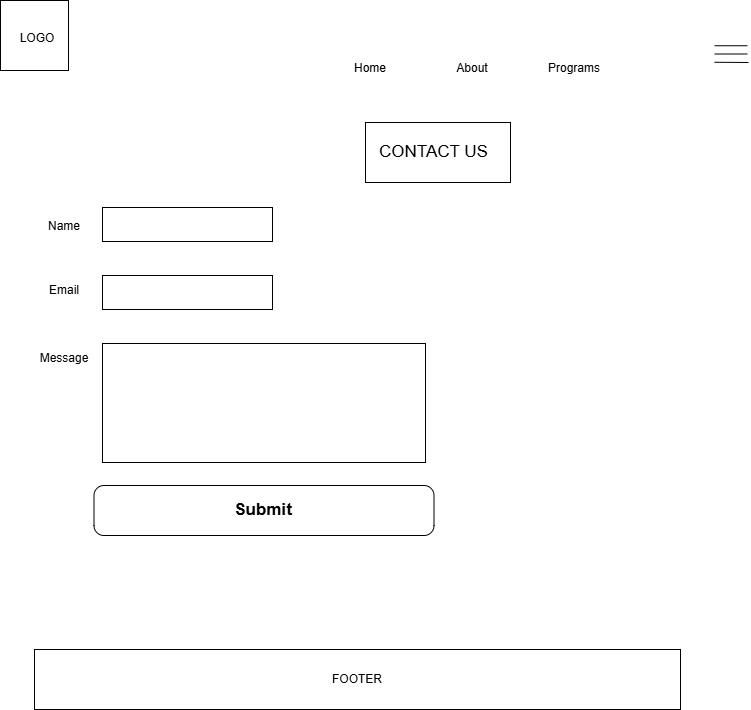 LOGO
Home About Programs
CONTACT US
Name
Email
Message
Submit
FOOTER